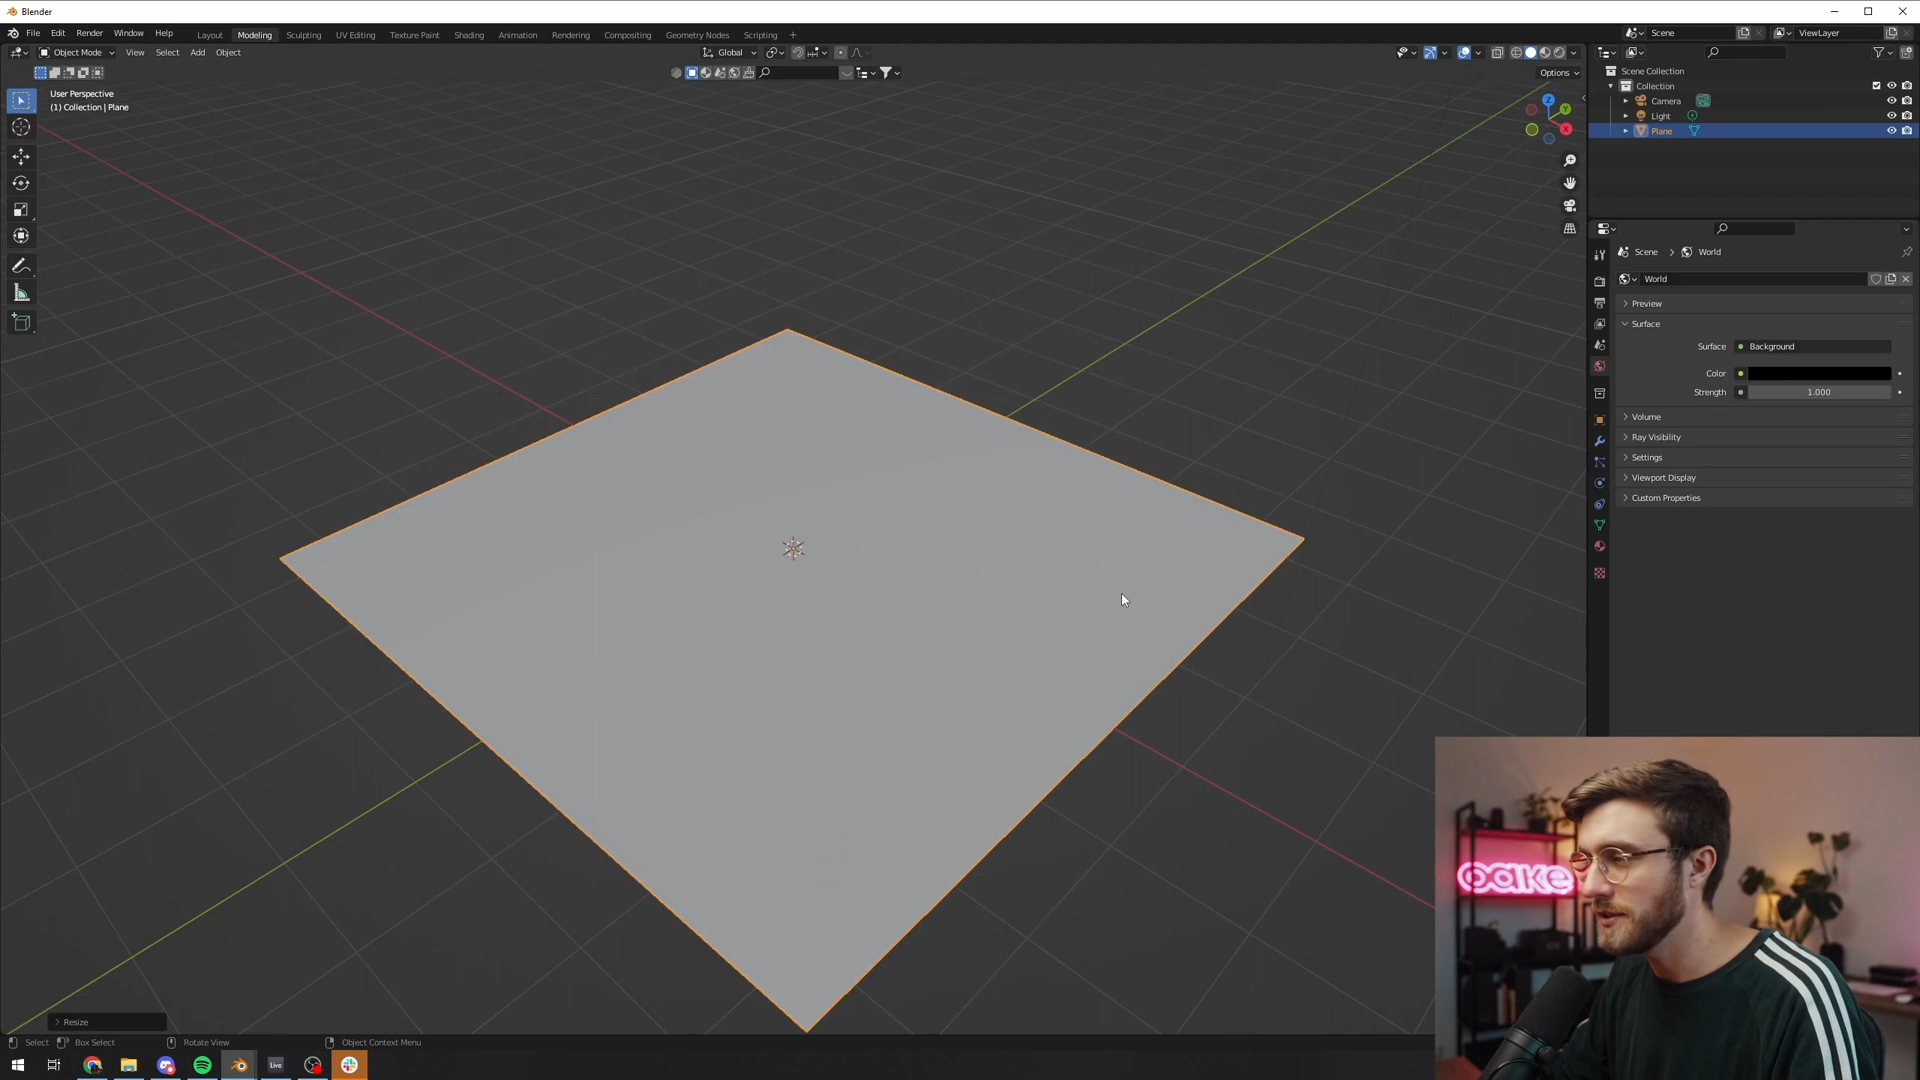 Blender
File Edit Render Window Help Layout Modeling Sculpting UV Editing Texture Paint Shading Animation Rendering Compositing Geometry Nodes Scripting +
Scene ViewLayer
Object Mode View Select Add Object Global
Options
User Perspective
(1) Collection | Plane
Z
Y
X
Scene Collection
Collection
Camera
Light
Plane
Scene > World
World
Preview
Surface
Surface Background
Color
Strength 1.000
Volume
Ray Visibility
Settings
Viewport Display
Custom Properties
oake
Resize
Select Box Select Rotate View Object Context Menu
Live